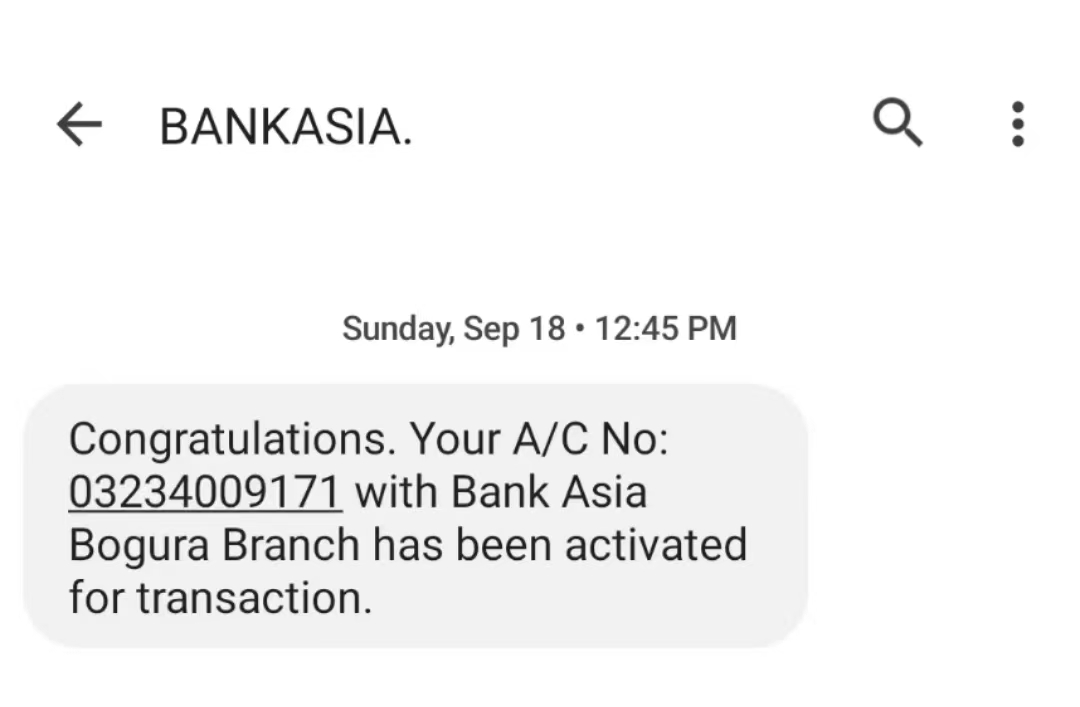 BANKASIA.
Sunday, Sep 18 • 12:45 PM
Congratulations. Your A/C No:
03234009171 with Bank Asia
Bogura Branch has been activated
for transaction.